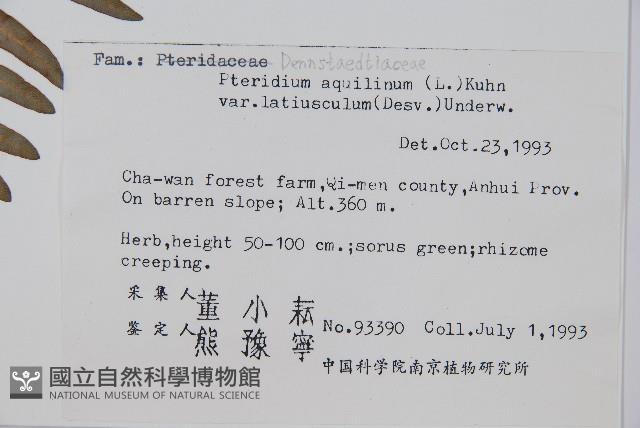 Fam.: Pteridaceae Dennstaedtiaceae
Pteridium aquilinum (L.)Kuhn
var.latiusculum(Desv.)Underw.
Det.Oct.23,1993
Cha-wan forest farm,Qi-men county,Anhui Prov.
On barren slope; Alt.360 m.
Herb,height 50-100 cm.;sorus green;rhizome
creeping.
采集人 董小耘
鉴定人 熊豫寧 No.93390 Coll.July 1,1993
中国科学院南京植物研究所
國立自然科學博物館
NATIONAL MUSEUM OF NATURAL SCIENCE